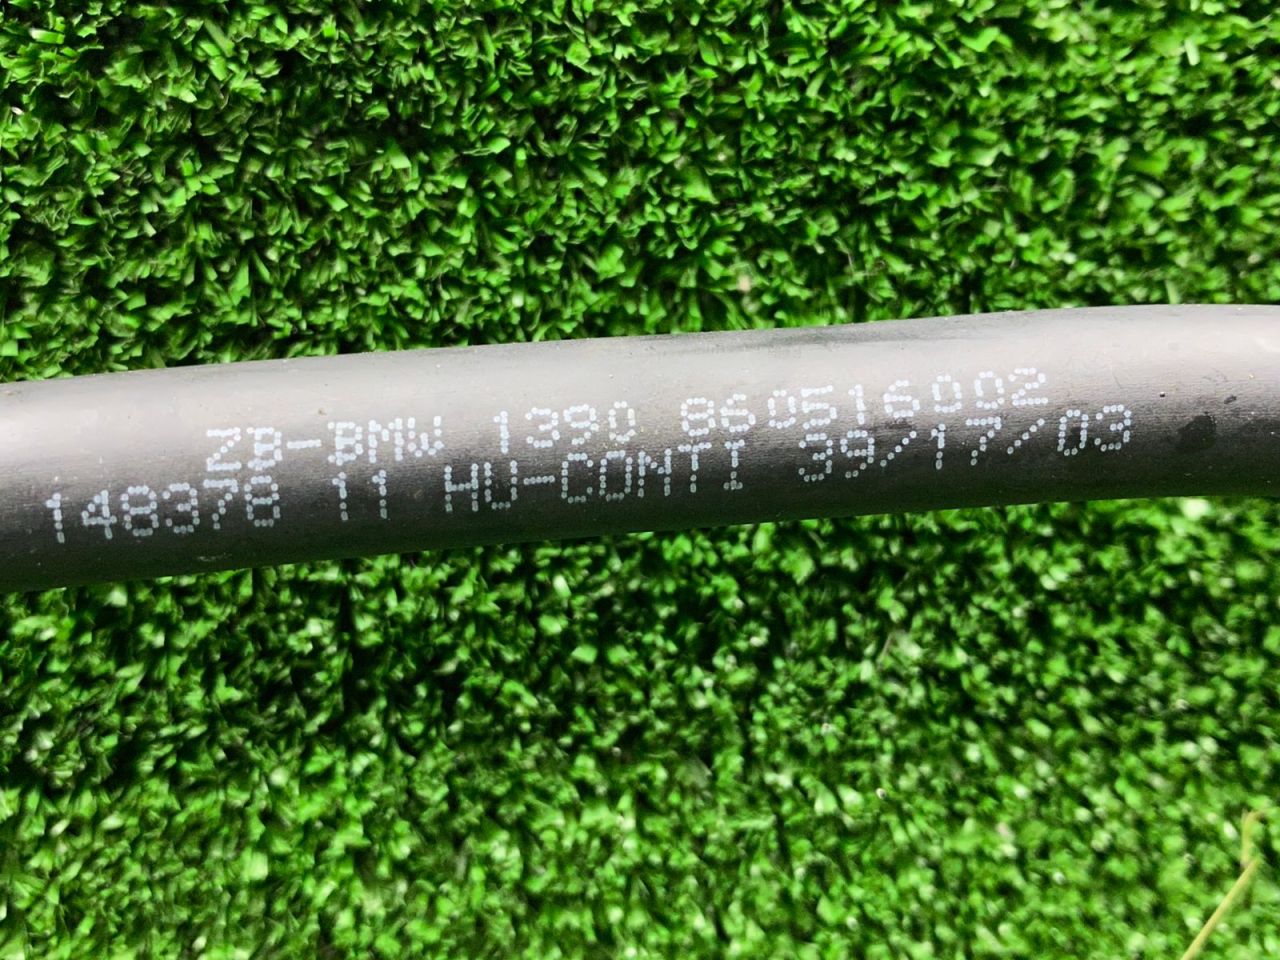 ZB-BMW 1390 860516002
148378 11 HU-CONTI 39/17/03